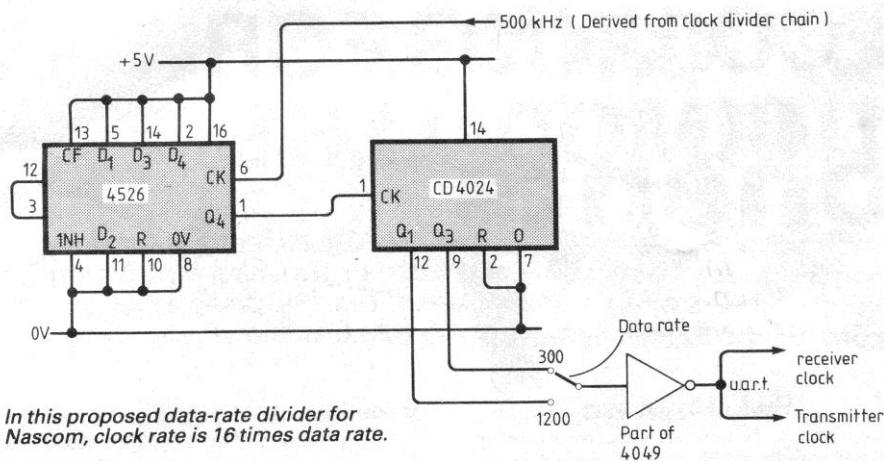 500 kHz ( Derived from clock divider chain )
+5V
13 5 14 2 16
14
CF D1 D3 D4
12
6
CK
4526
3
1
Q4
1
CK
CD4024
Q1 Q3 R O
1NH D2 R 0V
4 11 10 8
12 9 2 7
0V
Data rate
300
1200
u.a.r.t.
receiver
clock
Transmitter
clock
Part of
4049
In this proposed data-rate divider for
Nascom, clock rate is 16 times data rate.